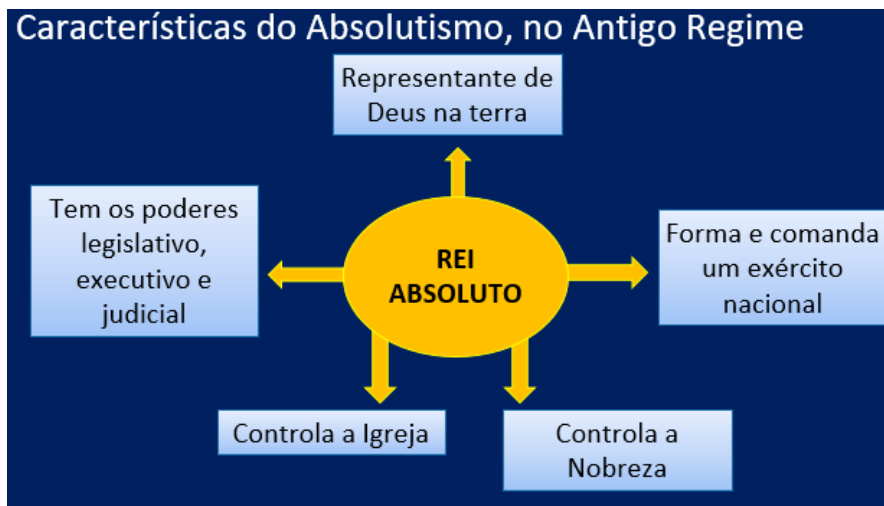 Características do Absolutismo, no Antigo Regime
Representante de
Deus na terra
Tem os poderes
legislativo,
executivo e
judicial
REI
ABSOLUTO
Forma e comanda
um exército
nacional
Controla a Igreja
Controla a
Nobreza